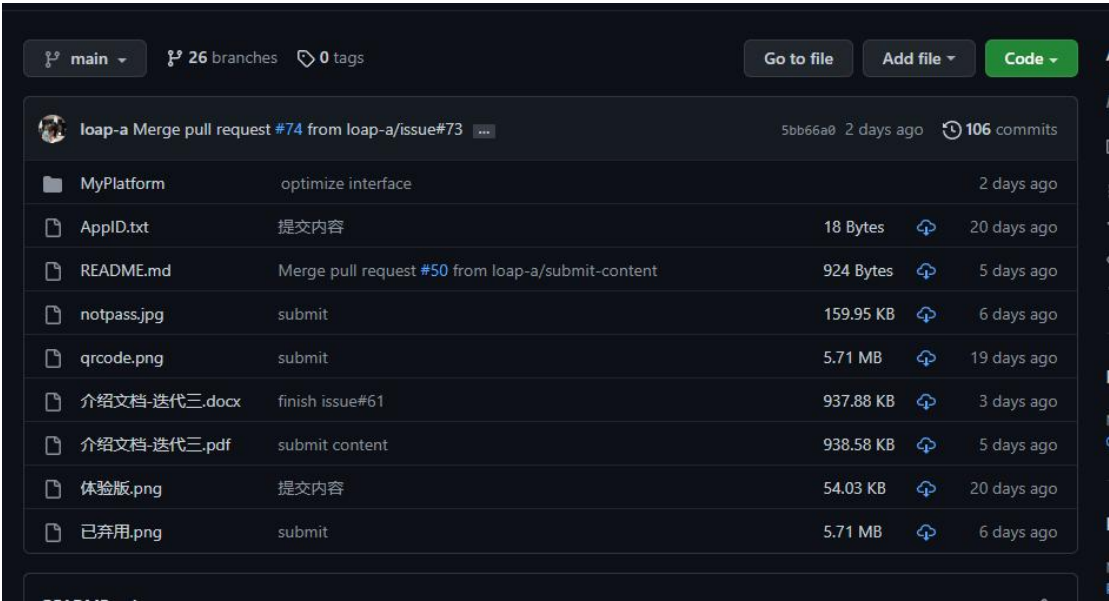 main 26 branches 0 tags Go to file Add file Code
loap-a Merge pull request #74 from loap-a/issue#73 ... 5bb66a0 2 days ago 106 commits
MyPlatform optimize interface 2 days ago
AppID.txt 提交内容 18 Bytes 20 days ago
README.md Merge pull request #50 from loap-a/submit-content 924 Bytes 5 days ago
notpass.jpg submit 159.95 KB 6 days ago
qrcode.png submit 5.71 MB 19 days ago
介绍文档-迭代三.docx finish issue#61 937.88 KB 3 days ago
介绍文档-迭代三.pdf submit content 938.58 KB 5 days ago
体验版.png 提交内容 54.03 KB 20 days ago
已弃用.png submit 5.71 MB 6 days ago